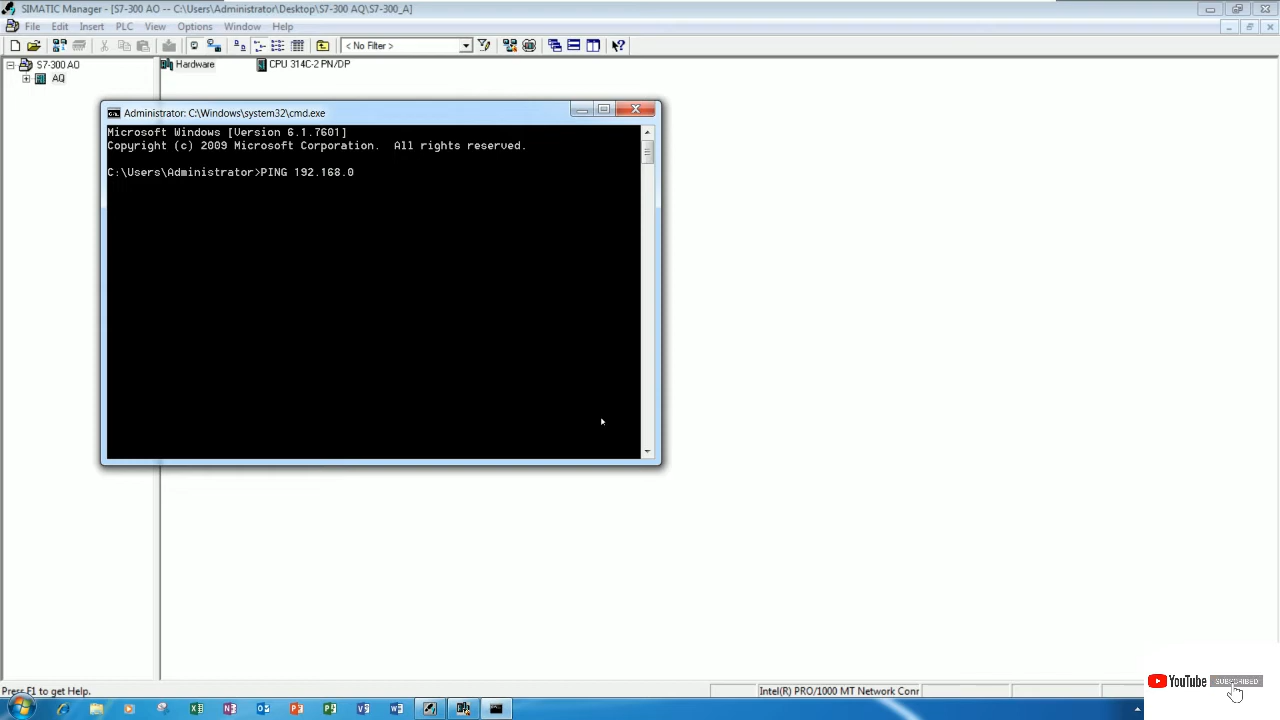 SIMATIC Manager - [S7-300 AO -- C:\Users\Administrator\Desktop\S7-300 AQ\S7-300_A]
File Edit Insert PLC View Options Window Help
< No Filter >
S7-300 AO
AQ
Hardware
CPU 314C-2 PN/DP
Administrator: C:\Windows\system32\cmd.exe
Microsoft Windows [Version 6.1.7601]
Copyright (c) 2009 Microsoft Corporation.  All rights reserved.
C:\Users\Administrator>PING 192.168.0
Press F1 to get Help.
Intel(R) PRO/1000 MT Network Conr
YouTube SUBSCRIBED